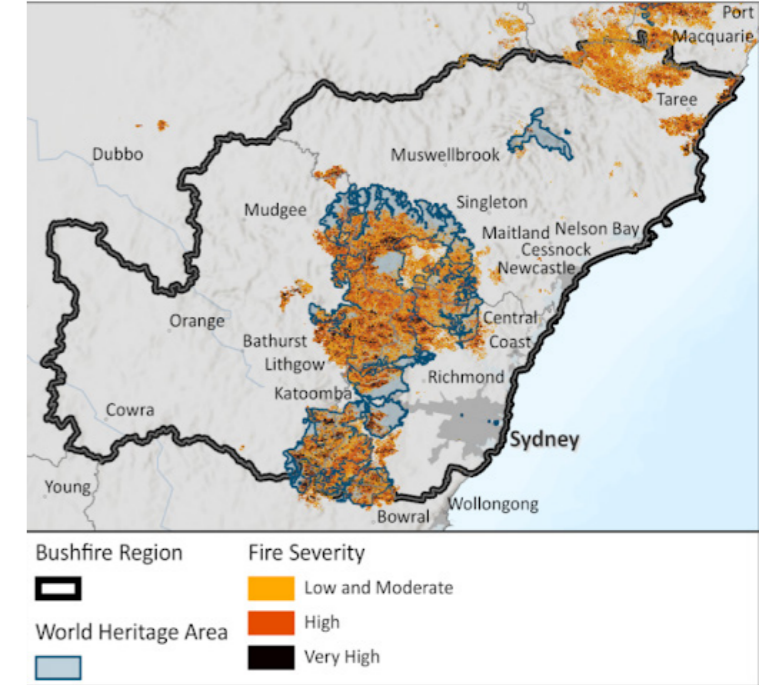 Port
Macquarie
Taree
Dubbo
Muswellbrook
Mudgee
Singleton
Maitland
Nelson Bay
Cessnock
Newcastle
Orange
Central
Coast
Bathurst
Lithgow
Richmond
Katoomba
Cowra
Sydney
Young
Wollongong
Bowral
Bushfire Region
Fire Severity
Low and Moderate
High
World Heritage Area
Very High